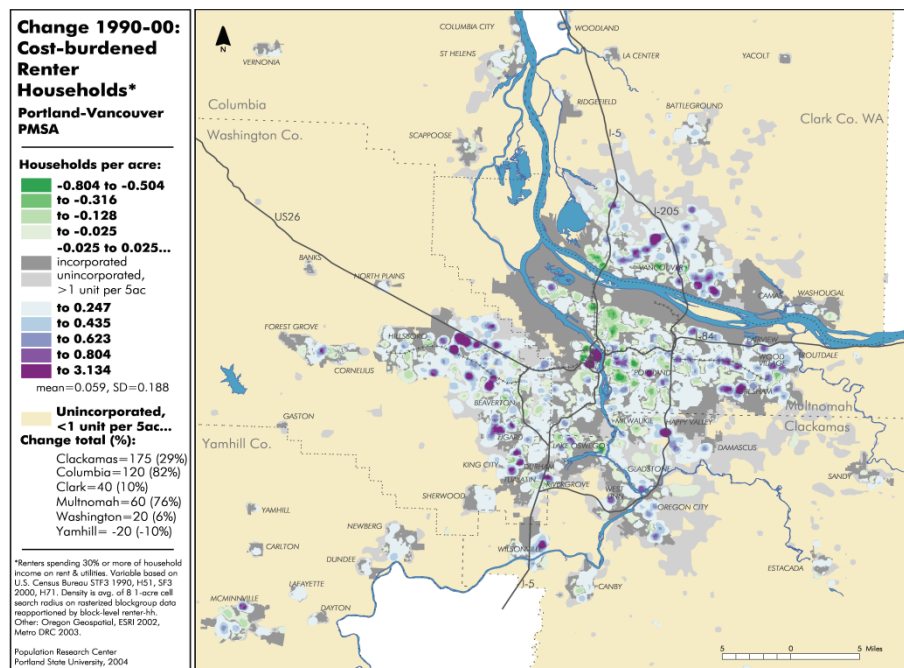 Change 1990-00:
Cost-burdened
Renter
Households*
Portland-Vancouver
PMSA
Households per acre:
-0.804 to -0.504
to -0.316
to -0.128
to -0.025
-0.025 to 0.025...
incorporated
unincorporated,
>1 unit per 5ac
to 0.247
to 0.435
to 0.623
to 0.804
to 3.134
mean=0.059, SD=0.188
Unincorporated,
<1 unit per 5ac...
Change total (%):
Clackamas=175 (29%)
Columbia=120 (82%)
Clark=40 (10%)
Multnomah=60 (76%)
Washington=20 (6%)
Yamhill= -20 (-10%)
*Renters spending 30% or more of household
income on rent & utilities. Variable based on
U.S. Census Bureau STF3 1990, H51, SF3
2000, H71. Density is avg. of 8 1-acre cell
search radius on rasterized blockgroup data
reapportioned by block-level renter-hh.
Other: Oregon Geospatial, ESRI 2002,
Metro DRC 2003.
Population Research Center
Portland State University, 2004
N
COLUMBIA CITY
WOODLAND
VERNONIA
ST HELENS
LA CENTER
YACOLT
Columbia
RIDGEFIELD
BATTLEGROUND
Clark Co. WA
Washington Co.
SCAPPOOSE
I-5
US26
I-205
BANKS
NORTH PLAINS
VANCOUVER
CAMAS
WASHOUGAL
FOREST GROVE
HILLSBORO
I-84
FAIRVIEW
TROUTDALE
WOOD
VILLAGE
CORNELIUS
PORTLAND
GRESHAM
BEAVERTON
Multnomah
GASTON
MILWAUKIE
HAPPY VALLEY
Clackamas
Yamhill Co.
TIGARD
LAKE OSWEGO
DAMASCUS
KING CITY
DURHAM
GLADSTONE
TUALATIN
RIVERGROVE
SANDY
SHERWOOD
WEST
LINN
YAMHILL
OREGON CITY
NEWBERG
CARLTON
WILSONVILLE
DUNDEE
ESTACADA
LAFAYETTE
I-5
CANBY
MCMINNVILLE
DAYTON
5 Miles 0 5 Miles